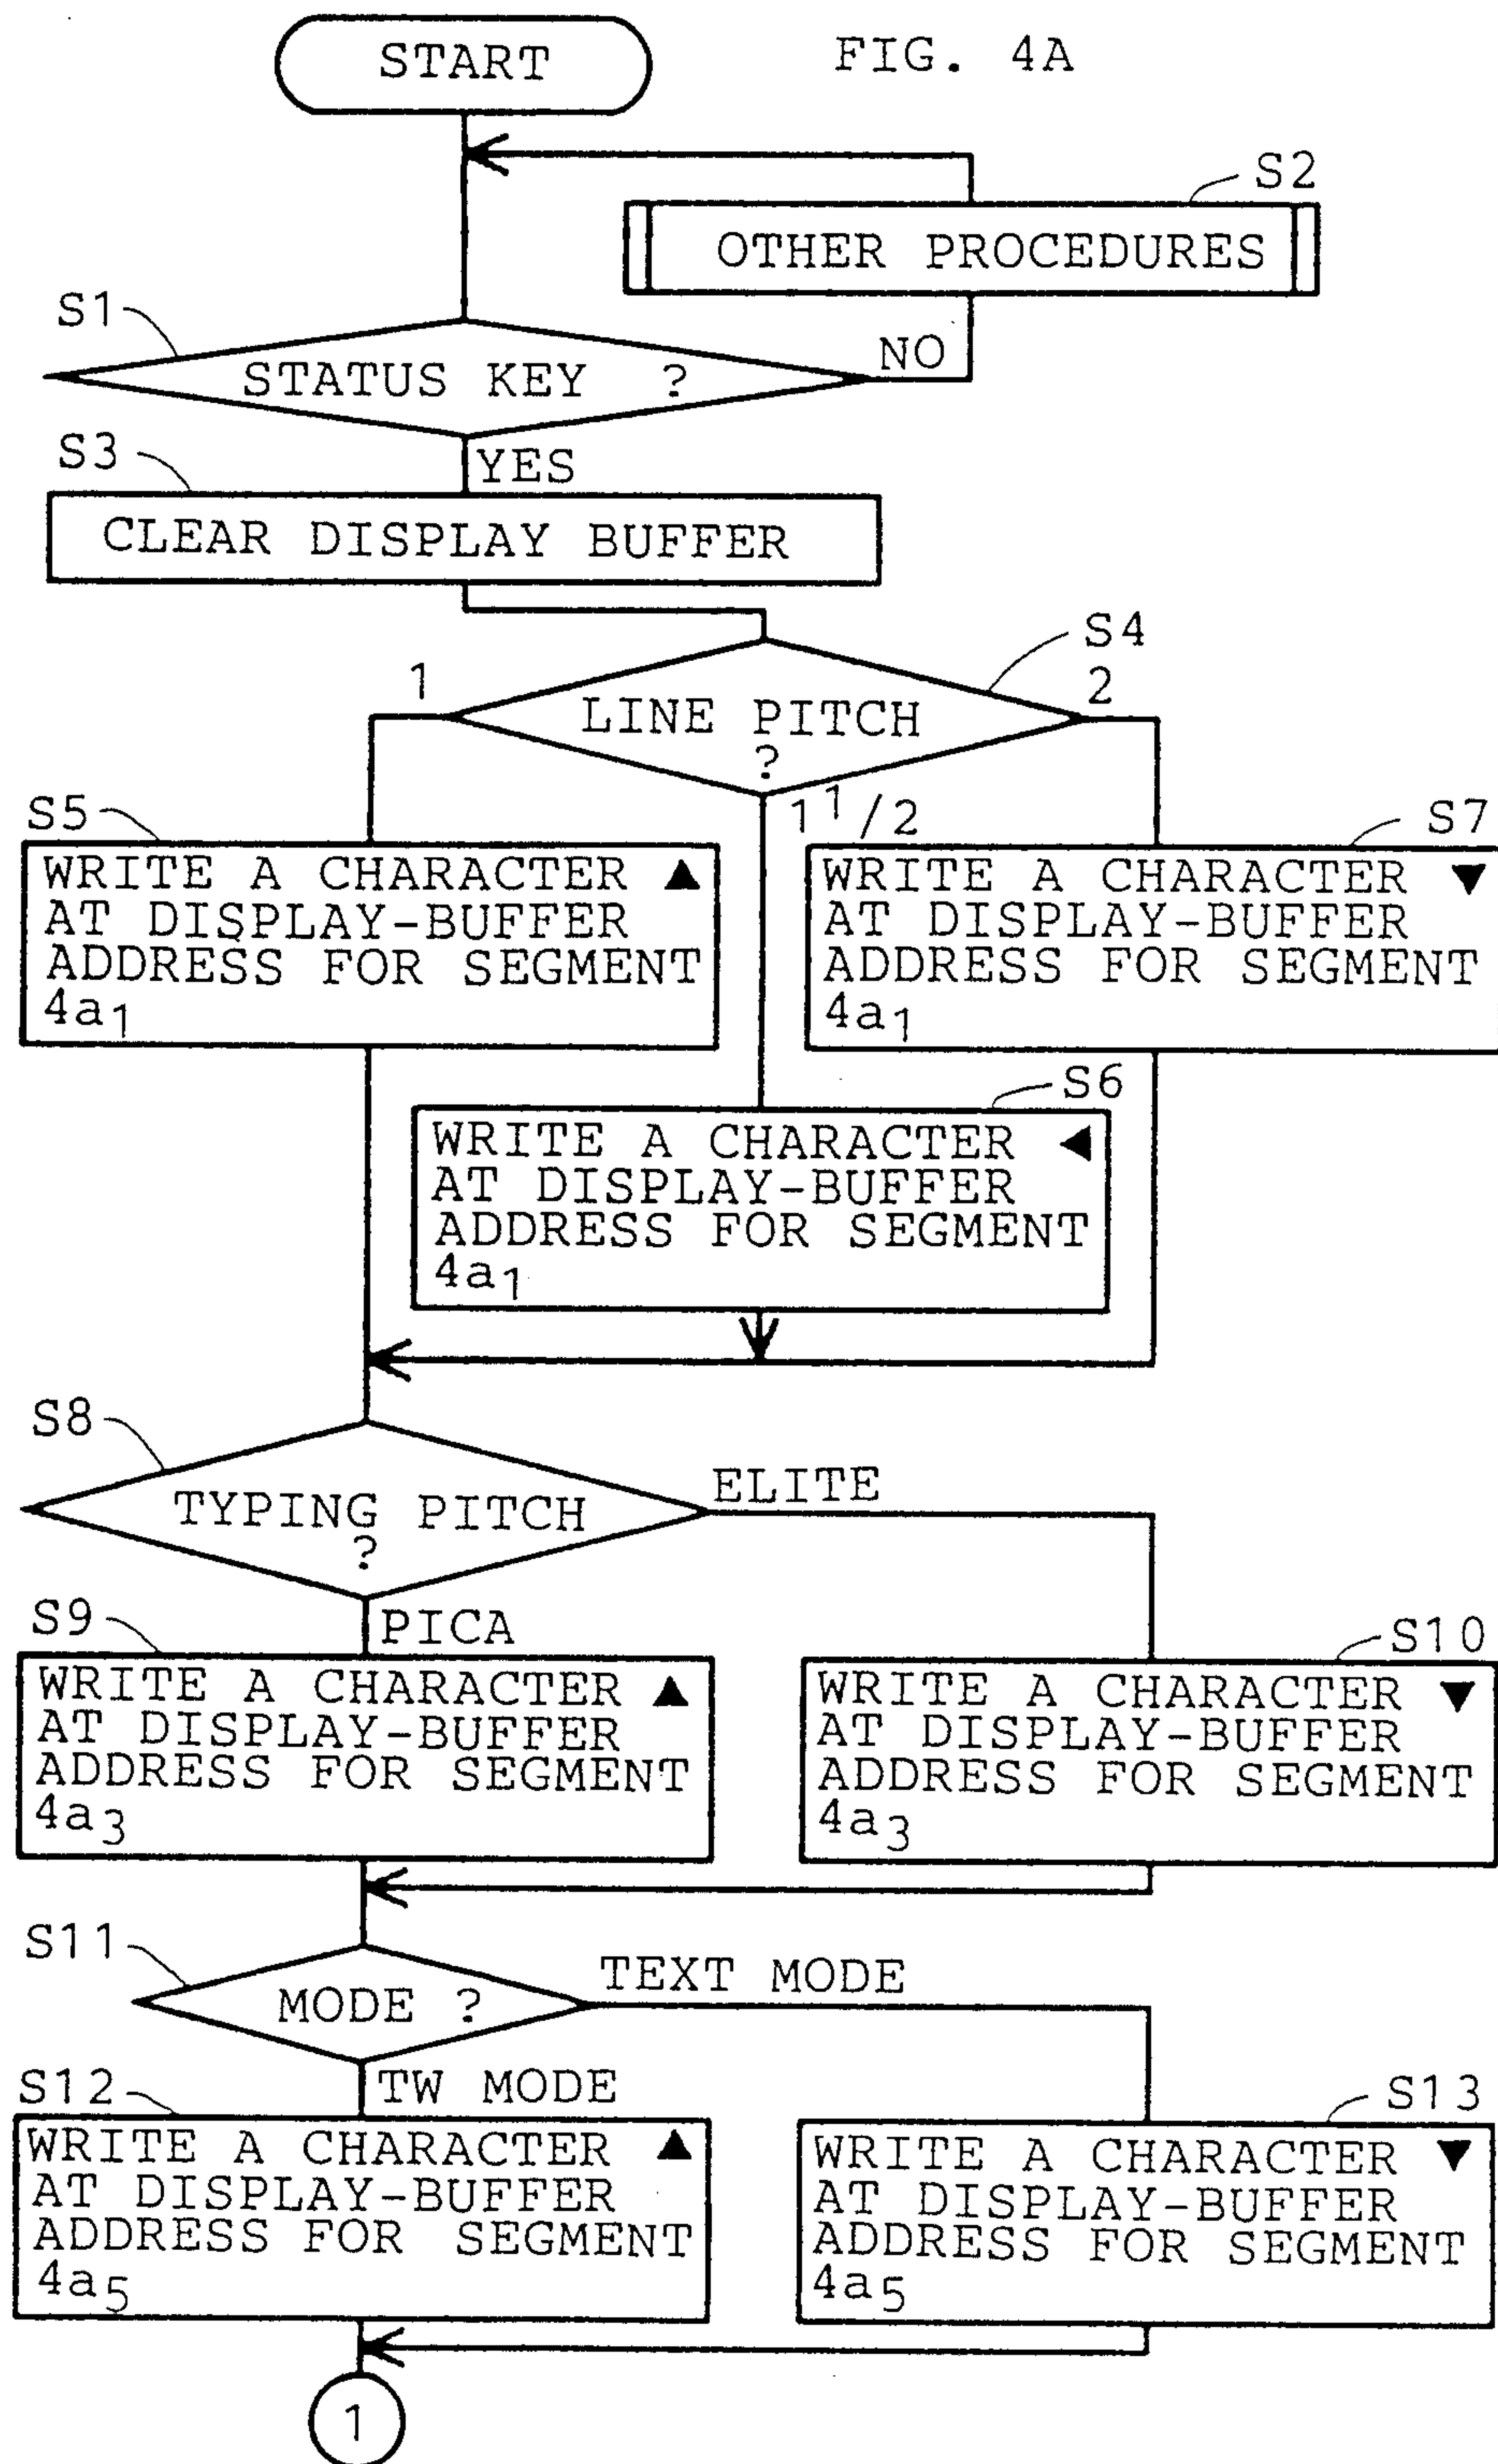 START
FIG. 4A
S2
OTHER PROCEDURES
S1
STATUS KEY ?
NO
S3
YES
CLEAR DISPLAY BUFFER
S4
1
LINE PITCH
?
2
1 1/2
S5
WRITE A CHARACTER ▲
AT DISPLAY-BUFFER
ADDRESS FOR SEGMENT
4a1
S7
WRITE A CHARACTER ▼
AT DISPLAY-BUFFER
ADDRESS FOR SEGMENT
4a1
S6
WRITE A CHARACTER ◀
AT DISPLAY-BUFFER
ADDRESS FOR SEGMENT
4a1
S8
TYPING PITCH
?
ELITE
S9
PICA
WRITE A CHARACTER ▲
AT DISPLAY-BUFFER
ADDRESS FOR SEGMENT
4a3
S10
WRITE A CHARACTER ▼
AT DISPLAY-BUFFER
ADDRESS FOR SEGMENT
4a3
S11
MODE ?
TEXT MODE
S12
TW MODE
WRITE A CHARACTER ▲
AT DISPLAY-BUFFER
ADDRESS FOR SEGMENT
4a5
S13
WRITE A CHARACTER ▼
AT DISPLAY-BUFFER
ADDRESS FOR SEGMENT
4a5
1